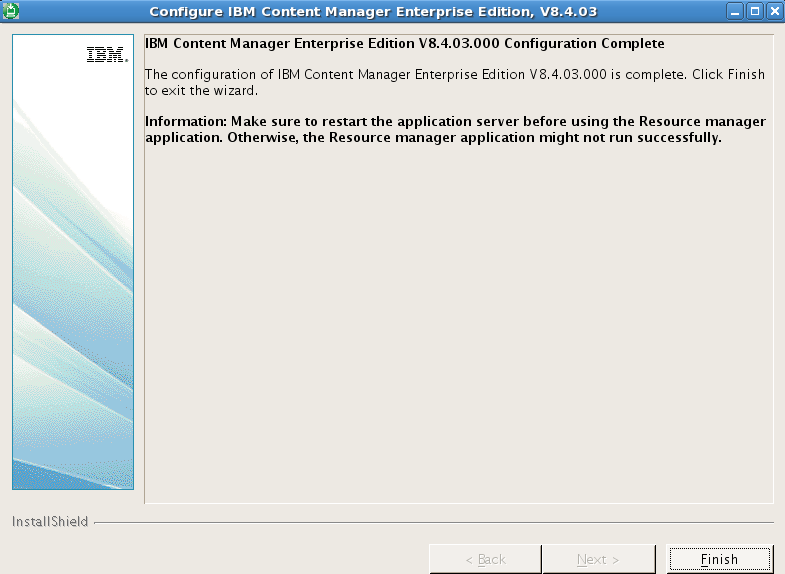 Configure IBM Content Manager Enterprise Edition, V8.4.03
IBM.
IBM Content Manager Enterprise Edition V8.4.03.000 Configuration Complete
The configuration of IBM Content Manager Enterprise Edition V8.4.03.000 is complete. Click Finish
to exit the wizard.
Information: Make sure to restart the application server before using the Resource manager
application. Otherwise, the Resource manager application might not run successfully.
InstallShield
< Back
Next >
Finish